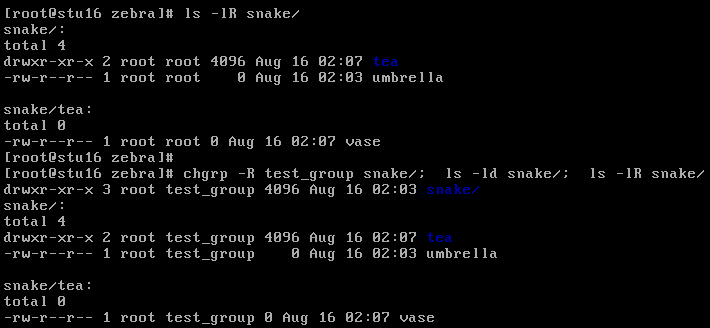 [root@stu16 zebra]# ls -lR snake/
snake/:
total 4
drwxr-xr-x 2 root root 4096 Aug 16 02:07 tea
-rw-r--r-- 1 root root    0 Aug 16 02:03 umbrella

snake/tea:
total 0
-rw-r--r-- 1 root root 0 Aug 16 02:07 vase
[root@stu16 zebra]#
[root@stu16 zebra]# chgrp -R test_group snake/;  ls -ld snake/;  ls -lR snake/
drwxr-xr-x 3 root test_group 4096 Aug 16 02:03 snake/
snake/:
total 4
drwxr-xr-x 2 root test_group 4096 Aug 16 02:07 tea
-rw-r--r-- 1 root test_group    0 Aug 16 02:03 umbrella

snake/tea:
total 0
-rw-r--r-- 1 root test_group 0 Aug 16 02:07 vase